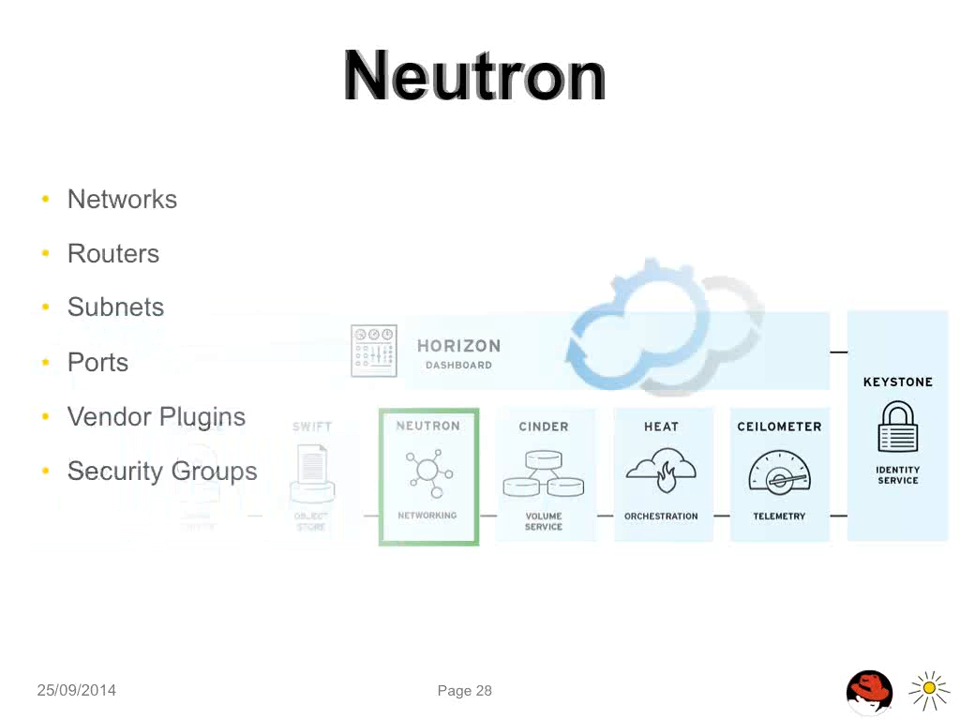 Neutron
• Networks
• Routers
• Subnets
• Ports
• Vendor Plugins
• Security Groups
HORIZON
DASHBOARD
KEYSTONE
IDENTITY
SERVICE
SWIFT
OBJECT
STORE
NEUTRON
NETWORKING
CINDER
VOLUME
SERVICE
HEAT
ORCHESTRATION
CEILOMETER
TELEMETRY
25/09/2014
Page 28